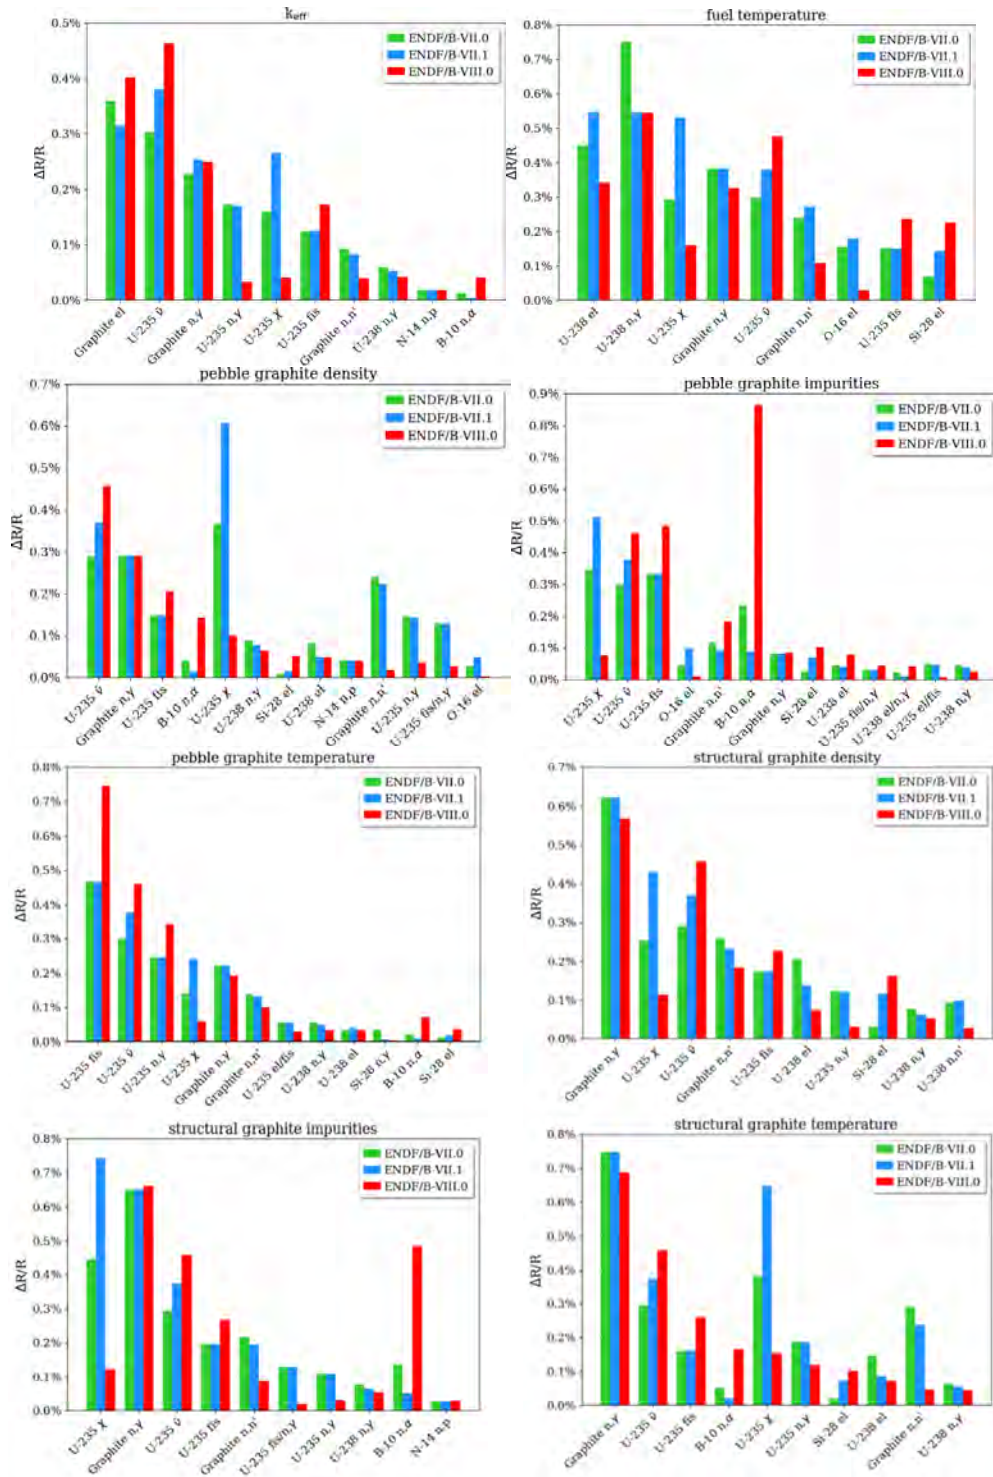 k_eff
0.5%
0.4%
0.3%
0.2%
0.1%
0.0%
ΔR/R
ENDF/B-VII.0
ENDF/B-VII.1
ENDF/B-VIII.0
Graphite el
U-235 ν̄
Graphite n,γ
U-235 n,γ
U-235 χ
U-235 fis
Graphite n,n'
U-238 n,γ
N-14 n,p
B-10 n,α
fuel temperature
0.8%
0.7%
0.6%
0.5%
0.4%
0.3%
0.2%
0.1%
0.0%
ΔR/R
ENDF/B-VII.0
ENDF/B-VII.1
ENDF/B-VIII.0
U-238 el
U-238 n,γ
U-235 χ
Graphite n,γ
U-235 ν̄
Graphite n,n'
O-16 el
U-235 fis
Si-28 el
pebble graphite density
0.7%
0.6%
0.5%
0.4%
0.3%
0.2%
0.1%
0.0%
ΔR/R
ENDF/B-VII.0
ENDF/B-VII.1
ENDF/B-VIII.0
U-235 ν̄
Graphite n,γ
U-235 fis
B-10 n,α
U-235 χ
U-238 n,γ
Si-28 el
U-238 el
N-14 n,p
Graphite n,n'
U-235 n,γ
U-235 fis/n,γ
O-16 el
pebble graphite impurities
0.9%
0.8%
0.7%
0.6%
0.5%
0.4%
0.3%
0.2%
0.1%
0.0%
ΔR/R
ENDF/B-VII.0
ENDF/B-VII.1
ENDF/B-VIII.0
U-235 χ
U-235 ν̄
U-235 fis
O-16 el
Graphite n,n'
B-10 n,α
Graphite n,γ
Si-28 el
U-238 el
U-235 fis/n,γ
U-238 el/n,γ
U-235 el/fis
U-238 n,γ
pebble graphite temperature
0.8%
0.7%
0.6%
0.5%
0.4%
0.3%
0.2%
0.1%
0.0%
ΔR/R
ENDF/B-VII.0
ENDF/B-VII.1
ENDF/B-VIII.0
U-235 fis
U-235 ν̄
U-235 n,γ
U-235 χ
Graphite n,γ
Graphite n,n'
U-235 el/fis
U-238 n,γ
U-238 el
Si-28 n,γ
B-10 n,α
Si-28 el
structural graphite density
0.7%
0.6%
0.5%
0.4%
0.3%
0.2%
0.1%
0.0%
ΔR/R
ENDF/B-VII.0
ENDF/B-VII.1
ENDF/B-VIII.0
Graphite n,γ
U-235 χ
U-235 ν̄
Graphite n,n'
U-235 fis
U-238 el
U-235 n,γ
Si-28 el
U-238 n,γ
U-238 n,n'
structural graphite impurities
0.8%
0.7%
0.6%
0.5%
0.4%
0.3%
0.2%
0.1%
0.0%
ΔR/R
ENDF/B-VII.0
ENDF/B-VII.1
ENDF/B-VIII.0
U-235 χ
Graphite n,γ
U-235 ν̄
U-235 fis
Graphite n,n'
U-235 fis/n,γ
U-235 n,γ
U-238 n,γ
B-10 n,α
N-14 n,p
structural graphite temperature
0.8%
0.7%
0.6%
0.5%
0.4%
0.3%
0.2%
0.1%
0.0%
ΔR/R
ENDF/B-VII.0
ENDF/B-VII.1
ENDF/B-VIII.0
Graphite n,γ
U-235 ν̄
U-235 fis
B-10 n,α
U-235 χ
U-235 n,γ
Si-28 el
U-238 el
Graphite n,n'
U-238 n,γ